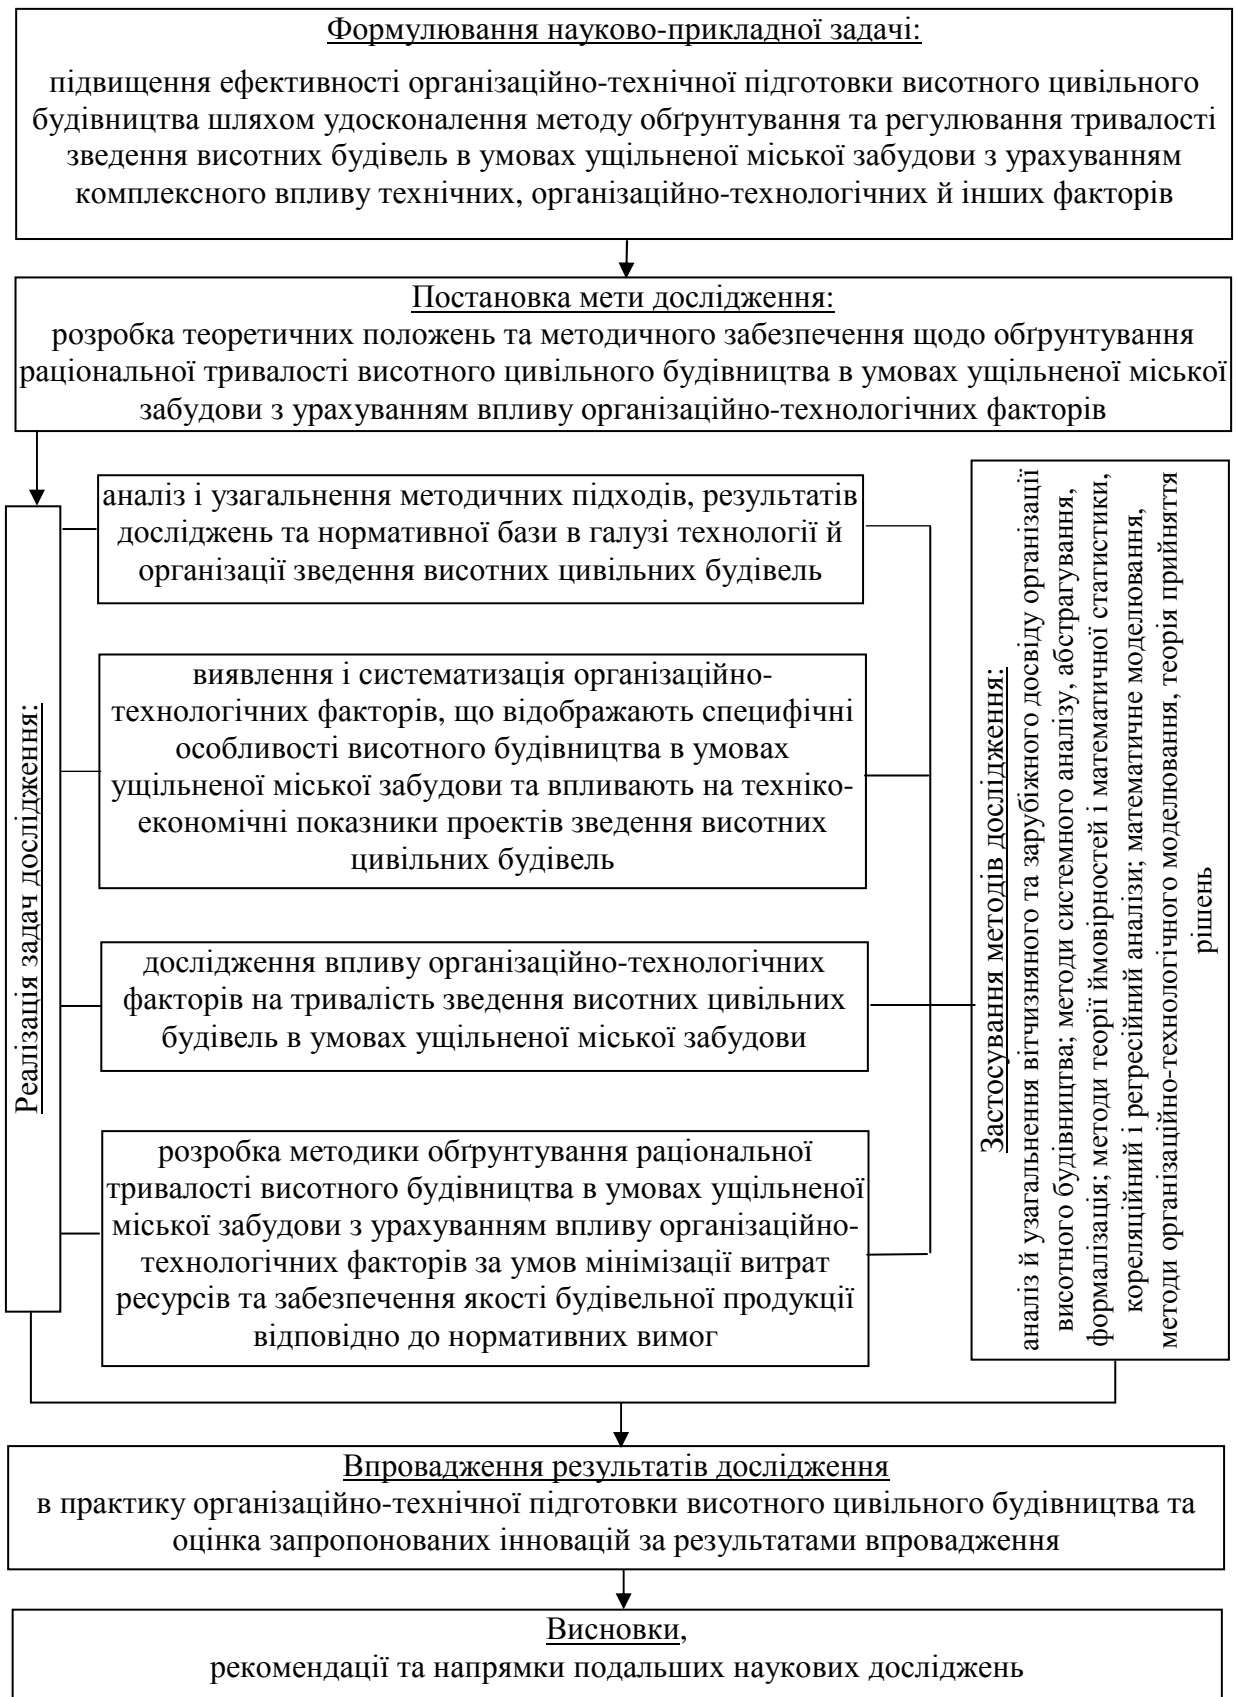 Формулювання науково-прикладної задачі:
підвищення ефективності організаційно-технічної підготовки висотного цивільного
будівництва шляхом удосконалення методу обґрунтування та регулювання тривалості
зведення висотних будівель в умовах ущільненої міської забудови з урахуванням
комплексного впливу технічних, організаційно-технологічних й інших факторів
Постановка мети дослідження:
розробка теоретичних положень та методичного забезпечення щодо обґрунтування
раціональної тривалості висотного цивільного будівництва в умовах ущільненої міської
забудови з урахуванням впливу організаційно-технологічних факторів
Реалізація задач дослідження:
аналіз і узагальнення методичних підходів, результатів
досліджень та нормативної бази в галузі технології й
організації зведення висотних цивільних будівель
виявлення і систематизація організаційно-
технологічних факторів, що відображають специфічні
особливості висотного будівництва в умовах
ущільненої міської забудови та впливають на техніко-
економічні показники проектів зведення висотних
цивільних будівель
дослідження впливу організаційно-технологічних
факторів на тривалість зведення висотних цивільних
будівель в умовах ущільненої міської забудови
розробка методики обґрунтування раціональної
тривалості висотного будівництва в умовах ущільненої
міської забудови з урахуванням впливу організаційно-
технологічних факторів за умов мінімізації витрат
ресурсів та забезпечення якості будівельної продукції
відповідно до нормативних вимог
Застосування методів дослідження:
аналіз й узагальнення вітчизняного та зарубіжного досвіду організації
висотного будівництва; методи системного аналізу, абстрагування,
формалізація; методи теорії ймовірностей і математичної статистики,
кореляційний і регресійний аналізи; математичне моделювання,
методи організаційно-технологічного моделювання, теорія прийняття
рішень
Впровадження результатів дослідження
в практику організаційно-технічної підготовки висотного цивільного будівництва та
оцінка запропонованих інновацій за результатами впровадження
Висновки,
рекомендації та напрямки подальших наукових досліджень